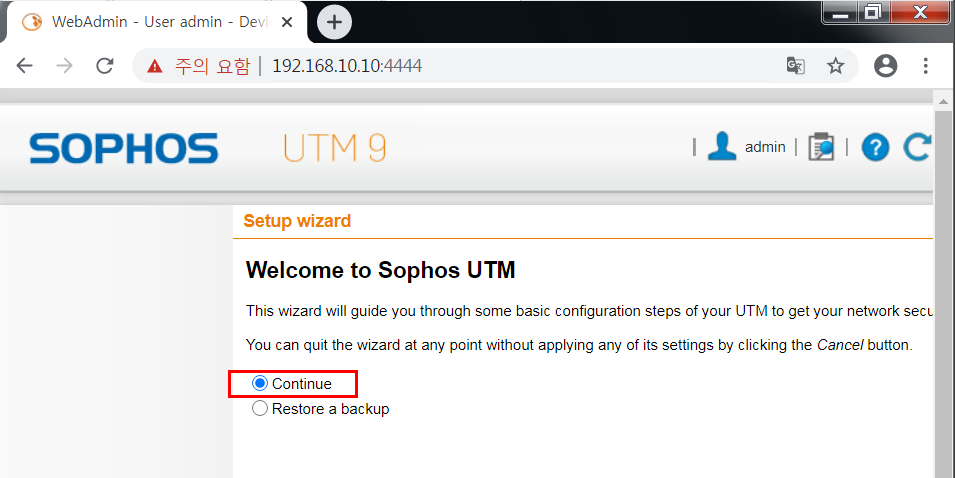 WebAdmin - User admin - Devi
주의 요함 192.168.10.10:4444
SOPHOS UTM 9 | admin | |
Setup wizard
Welcome to Sophos UTM
This wizard will guide you through some basic configuration steps of your UTM to get your network secu
You can quit the wizard at any point without applying any of its settings by clicking the Cancel button.
Continue
Restore a backup